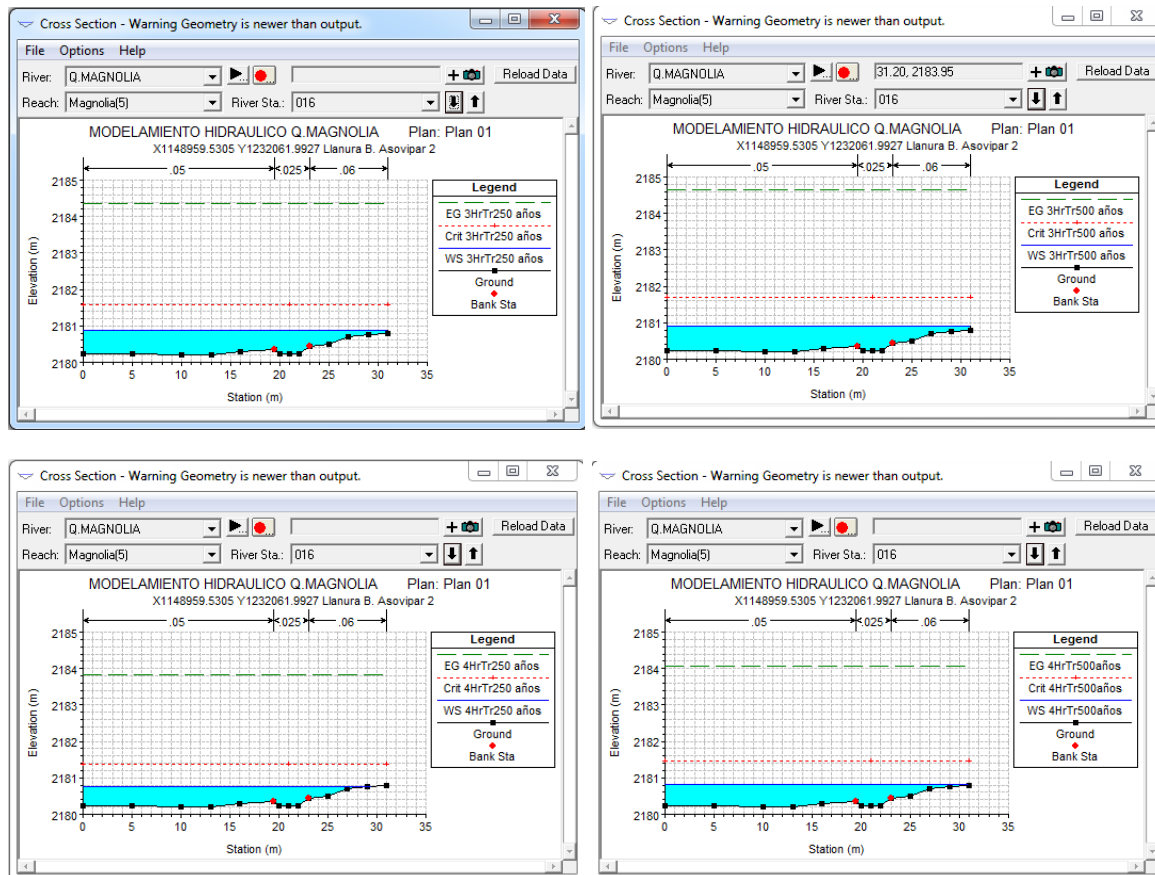 Cross Section - Warning Geometry is newer than output.
File Options Help
River: Q.MAGNOLIA Reload Data
Reach: Magnolia(5) River Sta.: 016
MODELAMIENTO HIDRAULICO Q.MAGNOLIA Plan: Plan 01
X1148959.5305 Y1232061.9927 Llanura B. Asovipar 2
.05 .025 .06
2185
2184
2183
2182
2181
2180
Elevation (m)
0 5 10 15 20 25 30 35
Station (m)
Legend
EG 3HrTr250 años
Crit 3HrTr250 años
WS 3HrTr250 años
Ground
Bank Sta
Cross Section - Warning Geometry is newer than output.
File Options Help
River: Q.MAGNOLIA 31.20, 2183.95 Reload Data
Reach: Magnolia(5) River Sta.: 016
MODELAMIENTO HIDRAULICO Q.MAGNOLIA Plan: Plan 01
X1148959.5305 Y1232061.9927 Llanura B. Asovipar 2
.05 .025 .06
2185
2184
2183
2182
2181
2180
Elevation (m)
0 5 10 15 20 25 30 35
Station (m)
Legend
EG 3HrTr500 años
Crit 3HrTr500 años
WS 3HrTr500 años
Ground
Bank Sta
Cross Section - Warning Geometry is newer than output.
File Options Help
River: Q.MAGNOLIA Reload Data
Reach: Magnolia(5) River Sta.: 016
MODELAMIENTO HIDRAULICO Q.MAGNOLIA Plan: Plan 01
X1148959.5305 Y1232061.9927 Llanura B. Asovipar 2
.05 .025 .06
2185
2184
2183
2182
2181
2180
Elevation (m)
0 5 10 15 20 25 30 35
Station (m)
Legend
EG 4HrTr250 años
Crit 4HrTr250 años
WS 4HrTr250 años
Ground
Bank Sta
Cross Section - Warning Geometry is newer than output.
File Options Help
River: Q.MAGNOLIA Reload Data
Reach: Magnolia(5) River Sta.: 016
MODELAMIENTO HIDRAULICO Q.MAGNOLIA Plan: Plan 01
X1148959.5305 Y1232061.9927 Llanura B. Asovipar 2
.05 .025 .06
2185
2184
2183
2182
2181
2180
Elevation (m)
0 5 10 15 20 25 30 35
Station (m)
Legend
EG 4HrTr500años
Crit 4HrTr500años
WS 4HrTr500años
Ground
Bank Sta